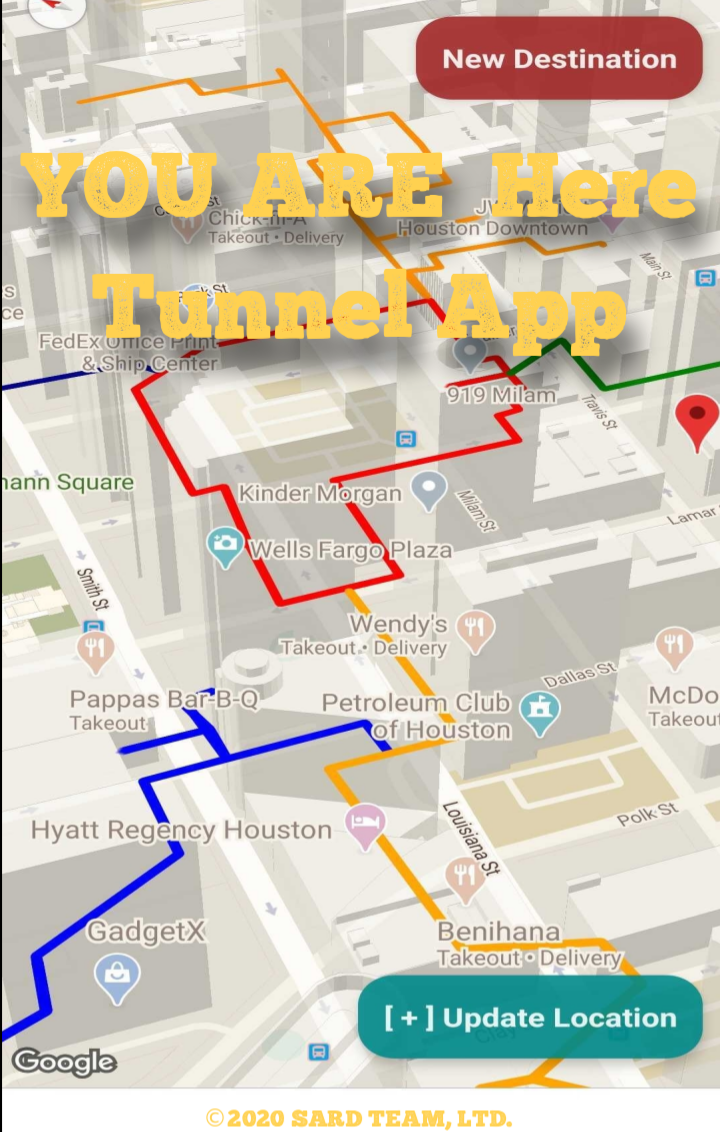 New Destination
YOU ARE Here
Chick-fil-A
Takeout • Delivery
Houston Downtown
Main St
Tunnel App
FedEx Office Print
& Ship Center
919 Milam
Travis St
mann Square
Kinder Morgan
Milam St
Lamar
Wells Fargo Plaza
Smith St
Wendy's
Takeout • Delivery
Dallas St
Pappas Bar-B-Q
Takeout
Petroleum Club
of Houston
McDo
Takeout
Hyatt Regency Houston
Louisiana St
Polk St
GadgetX
Benihana
Takeout • Delivery
[ + ] Update Location
Clay
Google
©2020 SARD TEAM, LTD.